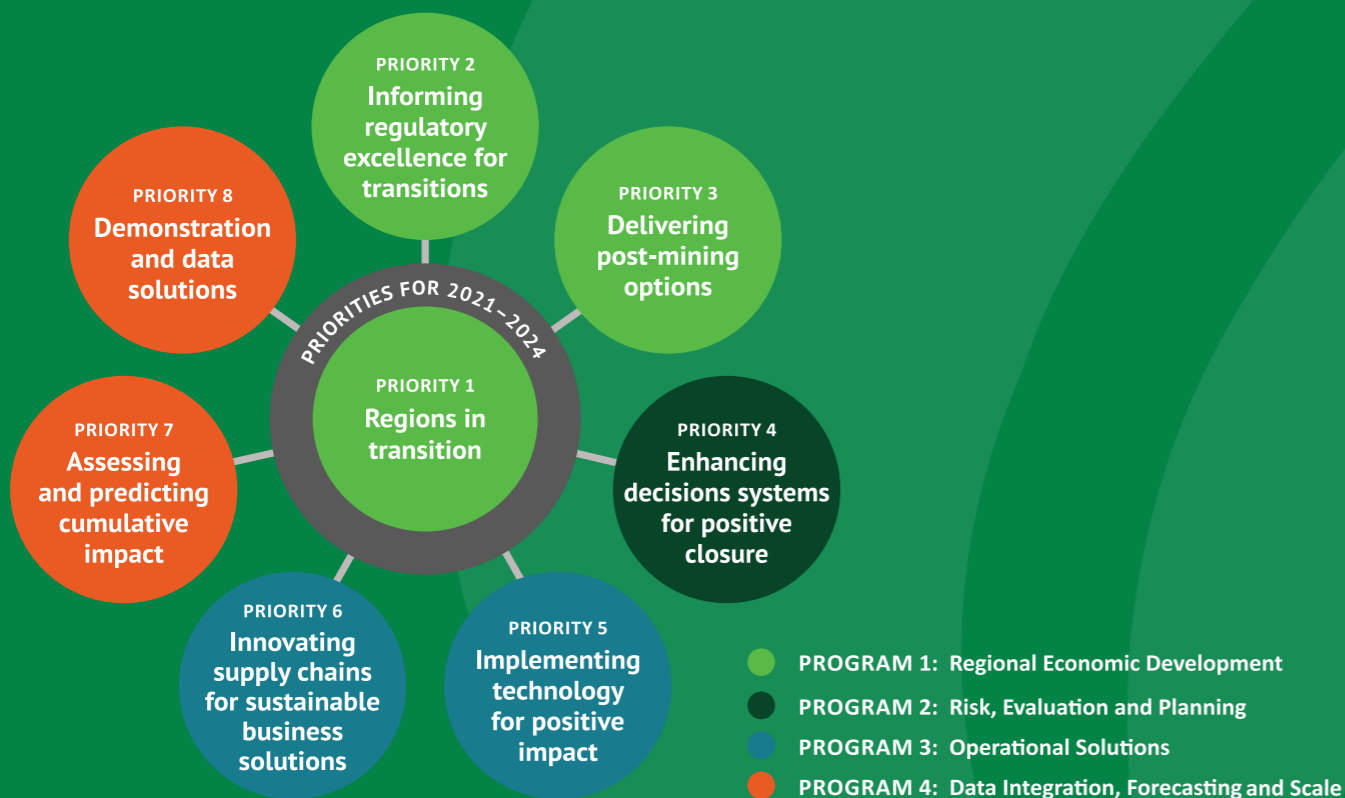 PRIORITY 2
Informing
regulatory
excellence for
transitions
PRIORITY 8
Demonstration
and data
solutions
PRIORITY 3
Delivering
post-mining
options
PRIORITIES FOR 2021–2024
PRIORITY 1
Regions in
transition
PRIORITY 7
Assessing
and predicting
cumulative
impact
PRIORITY 4
Enhancing
decisions systems
for positive
closure
PRIORITY 6
Innovating
supply chains
for sustainable
business
solutions
PRIORITY 5
Implementing
technology
for positive
impact
PROGRAM 1: Regional Economic Development
PROGRAM 2: Risk, Evaluation and Planning
PROGRAM 3: Operational Solutions
PROGRAM 4: Data Integration, Forecasting and Scale